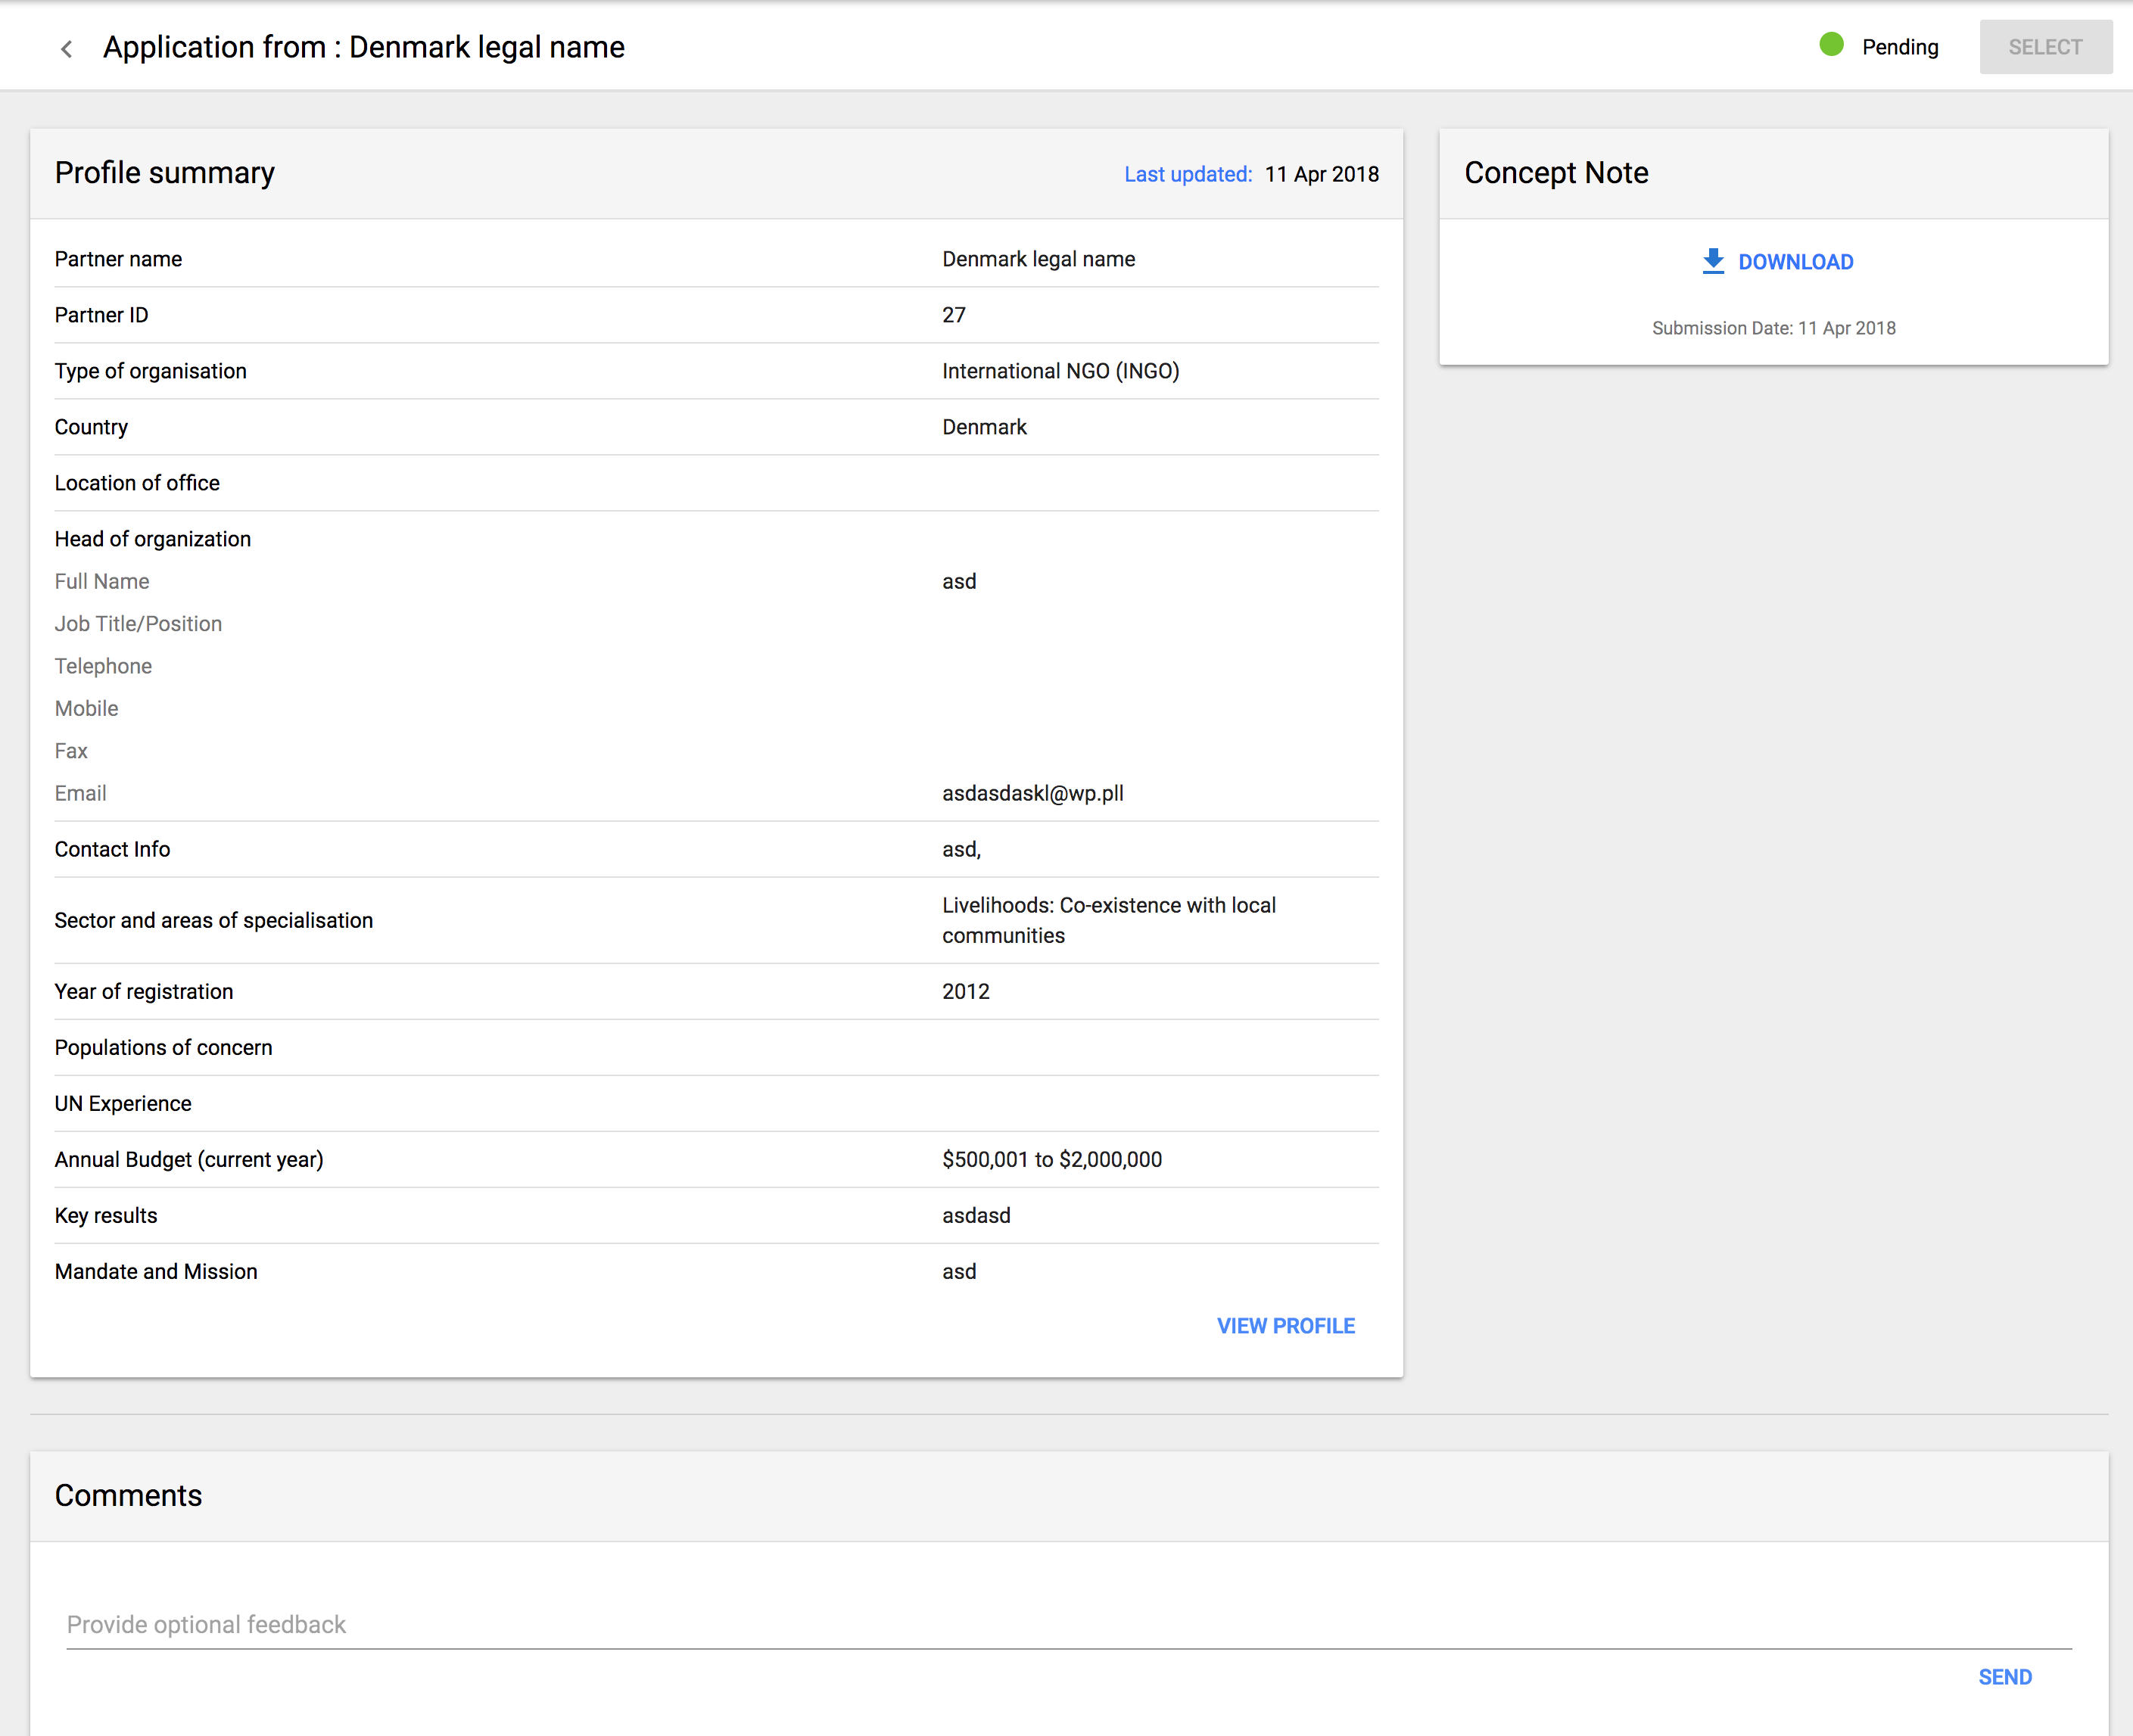 Application from : Denmark legal name
Pending
SELECT
Profile summary
Last updated: 11 Apr 2018
Partner name
Denmark legal name
Partner ID
27
Type of organisation
International NGO (INGO)
Country
Denmark
Location of office
Head of organization
Full Name
asd
Job Title/Position
Telephone
Mobile
Fax
Email
asdasdaskl@wp.pll
Contact Info
asd,
Sector and areas of specialisation
Livelihoods: Co-existence with local
communities
Year of registration
2012
Populations of concern
UN Experience
Annual Budget (current year)
$500,001 to $2,000,000
Key results
asdasd
Mandate and Mission
asd
VIEW PROFILE
Concept Note
DOWNLOAD
Submission Date: 11 Apr 2018
Comments
Provide optional feedback
SEND